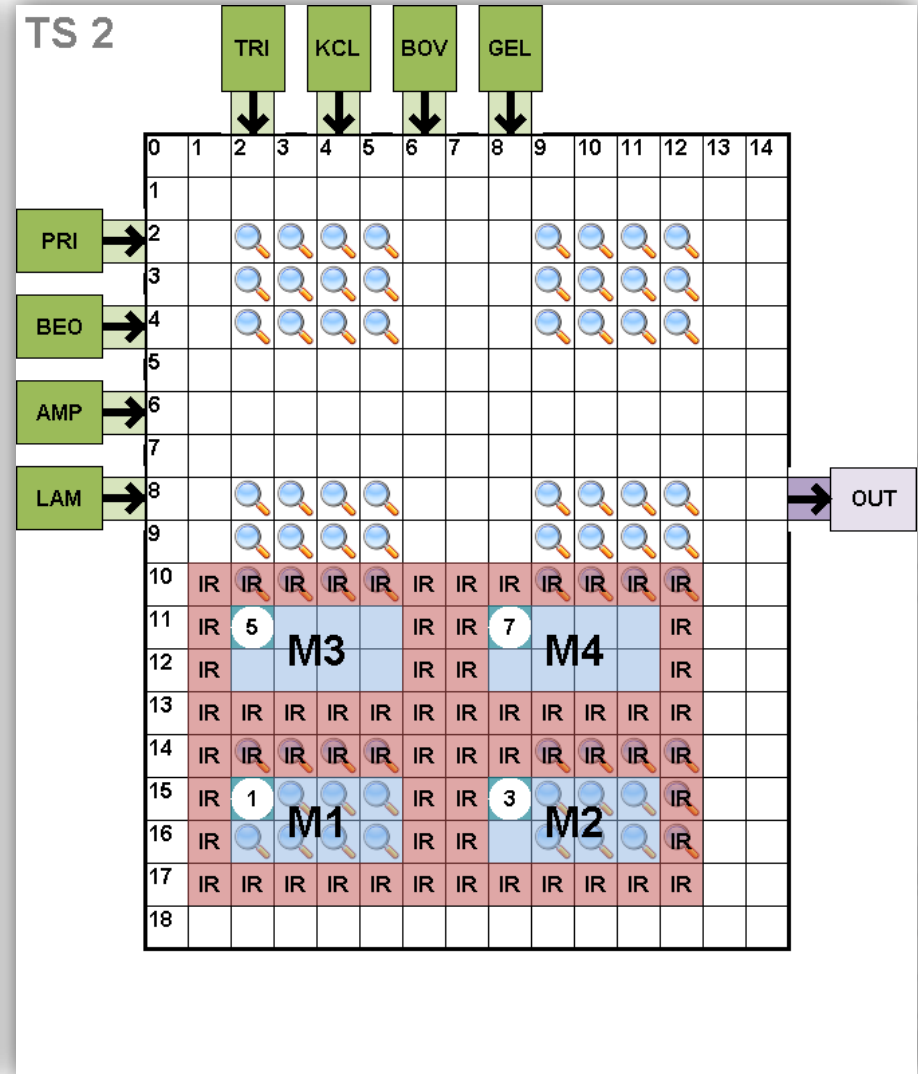 TS 2
TRI KCL BOV GEL
0 1 2 3 4 5 6 7 8 9 10 11 12 13 14
1
PRI 2
3
BEO 4
5
AMP 6
7
LAM 8 OUT
9
10 IR IR IR IR IR IR IR IR IR IR IR IR
11 IR 5 IR IR 7 IR
M3 M4
12 IR IR IR IR
13 IR IR IR IR IR IR IR IR IR IR IR IR
14 IR IR IR IR IR IR IR IR IR IR IR IR
15 IR 1 IR IR 3 IR
M1 M2
16 IR IR IR IR
17 IR IR IR IR IR IR IR IR IR IR IR IR
18